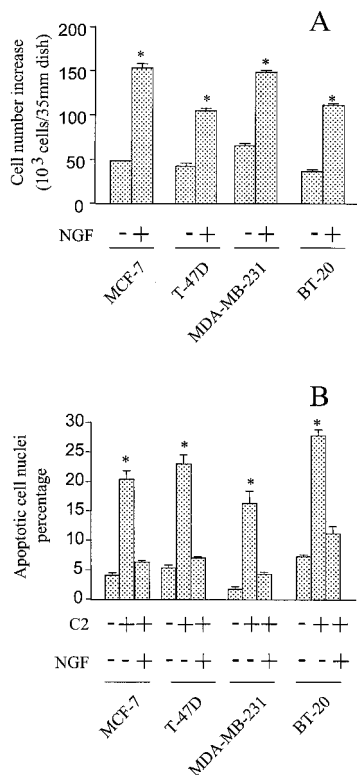 A
Cell number increase
(10³ cells/35mm dish)
200
150
100
50
0
NGF - + - + - + - +
MCF-7
T-47D
MDA-MB-231
BT-20
* * * *
B
Apoptotic cell nuclei
percentage
30
25
20
15
10
5
0
* * * *
C2 - + + - + + - + + - + +
NGF - - + - - + - - + - - +
MCF-7
T-47D
MDA-MB-231
BT-20